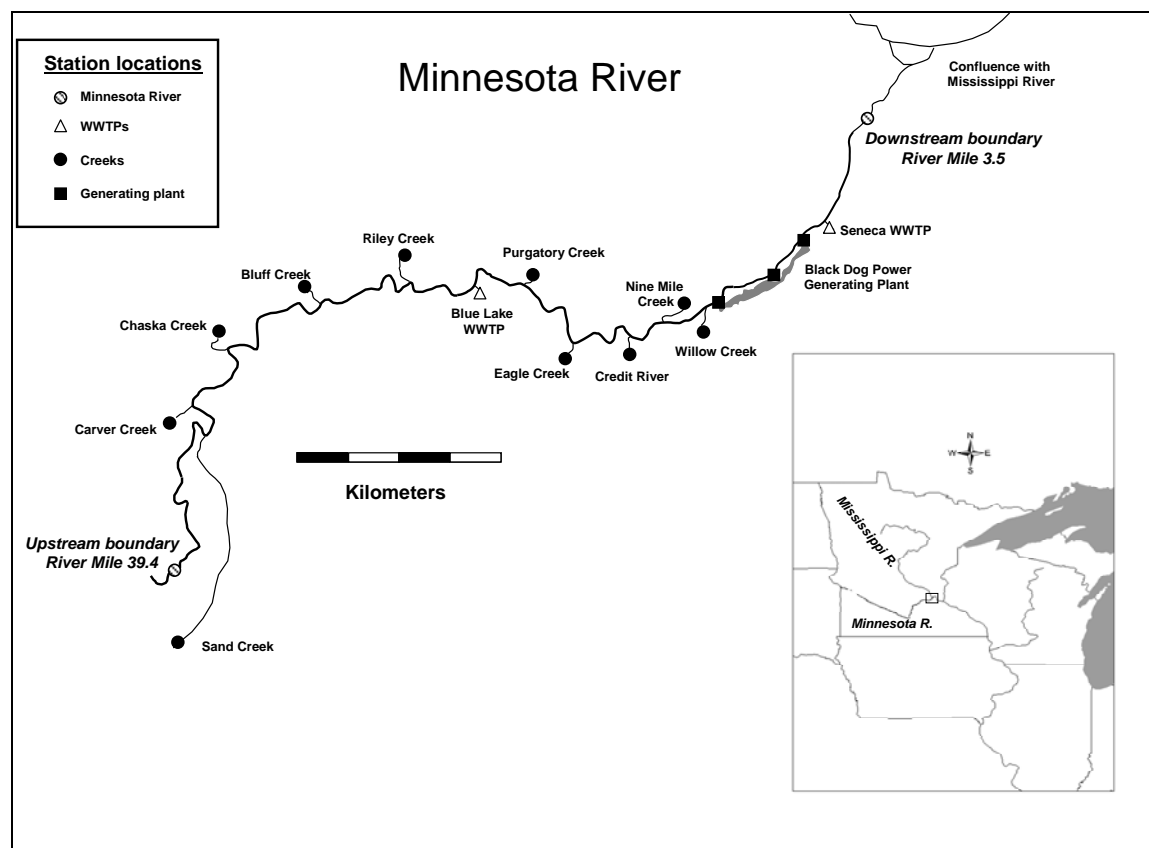 Minnesota River
Station locations
Minnesota River
WWTPs
Creeks
Generating plant
Confluence with
Mississippi River
Downstream boundary
River Mile 3.5
Seneca WWTP
Black Dog Power
Generating Plant
Riley Creek
Purgatory Creek
Bluff Creek
Nine Mile
Creek
Blue Lake
WWTP
Chaska Creek
Willow Creek
Eagle Creek
Credit River
Carver Creek
Kilometers
Upstream boundary
River Mile 39.4
Sand Creek
N
W
E
S
Mississippi R.
Minnesota R.